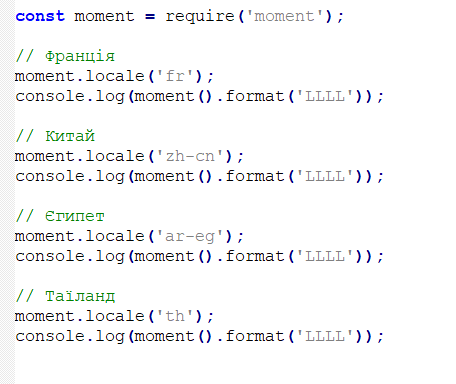 const moment = require('moment');
// Франція
moment.locale('fr');
console.log(moment().format('LLLL'));
// Китай
moment.locale('zh-cn');
console.log(moment().format('LLLL'));
// Єгипет
moment.locale('ar-eg');
console.log(moment().format('LLLL'));
// Таїланд
moment.locale('th');
console.log(moment().format('LLLL'));